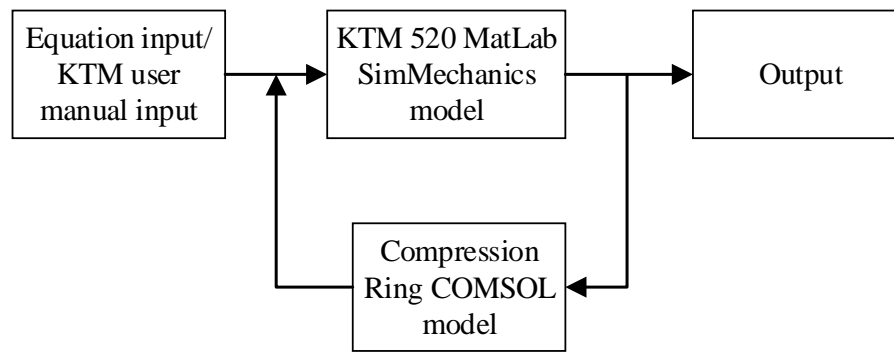 Equation input/
KTM user
manual input
KTM 520 MatLab
SimMechanics
model
Output
Compression
Ring COMSOL
model